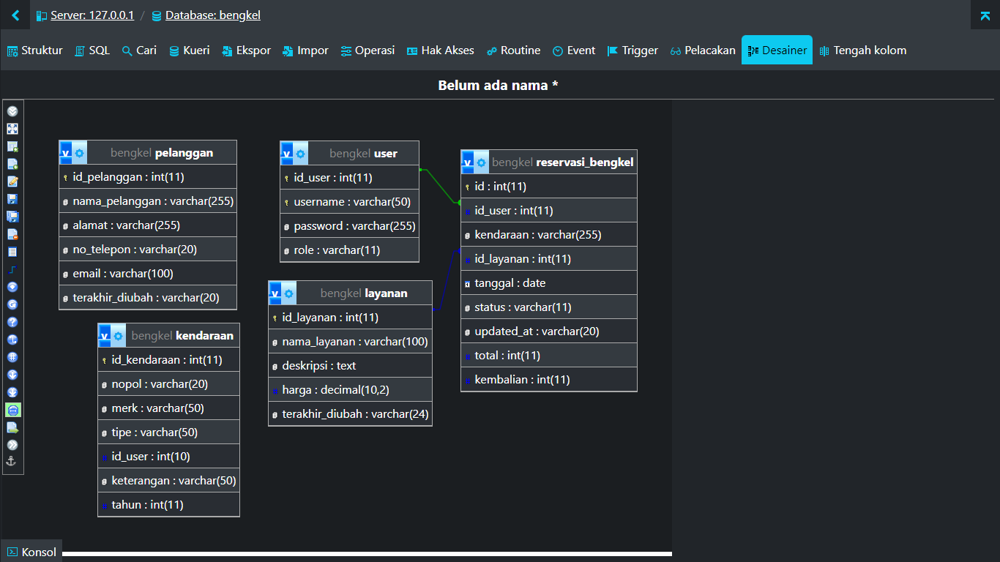 Server: 127.0.0.1 / Database: bengkel
Struktur SQL Cari Kueri Ekspor Impor Operasi Hak Akses Routine Event Trigger Pelacakan Desainer Tengah kolom
Belum ada nama *
v bengkel pelanggan
id_pelanggan : int(11)
nama_pelanggan : varchar(255)
alamat : varchar(255)
no_telepon : varchar(20)
email : varchar(100)
terakhir_diubah : varchar(20)
v bengkel user
id_user : int(11)
username : varchar(50)
password : varchar(255)
role : varchar(11)
v bengkel reservasi_bengkel
id : int(11)
id_user : int(11)
kendaraan : varchar(255)
id_layanan : int(11)
tanggal : date
status : varchar(11)
updated_at : varchar(20)
total : int(11)
kembalian : int(11)
v bengkel layanan
id_layanan : int(11)
nama_layanan : varchar(100)
deskripsi : text
harga : decimal(10,2)
terakhir_diubah : varchar(24)
v bengkel kendaraan
id_kendaraan : int(11)
nopol : varchar(20)
merk : varchar(50)
tipe : varchar(50)
id_user : int(10)
keterangan : varchar(50)
tahun : int(11)
Konsol